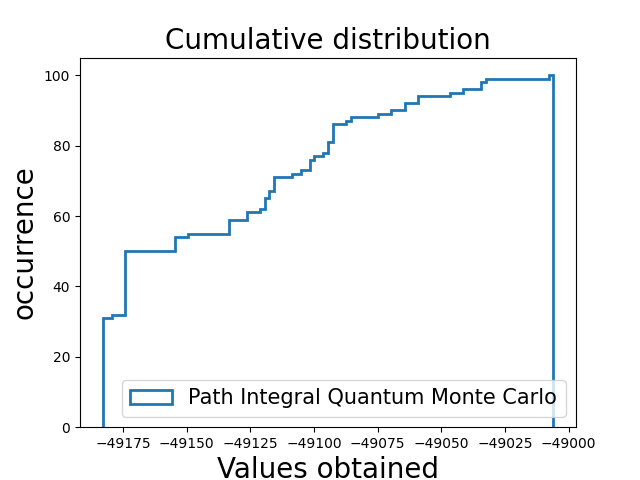 Cumulative distribution
occurrence
100
80
60
40
20
0
Path Integral Quantum Monte Carlo
−49175 −49150 −49125 −49100 −49075 −49050 −49025 −49000
Values obtained